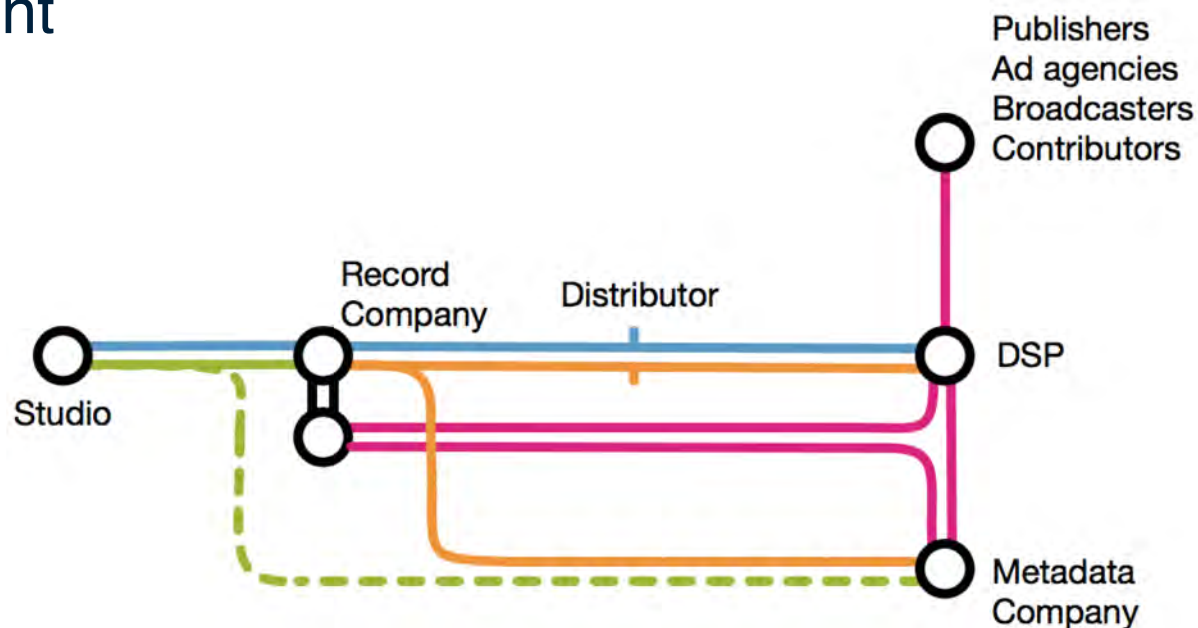 nt
Publishers
Ad agencies
Broadcasters
Contributors
Record
Company
Distributor
DSP
Studio
Metadata
Company